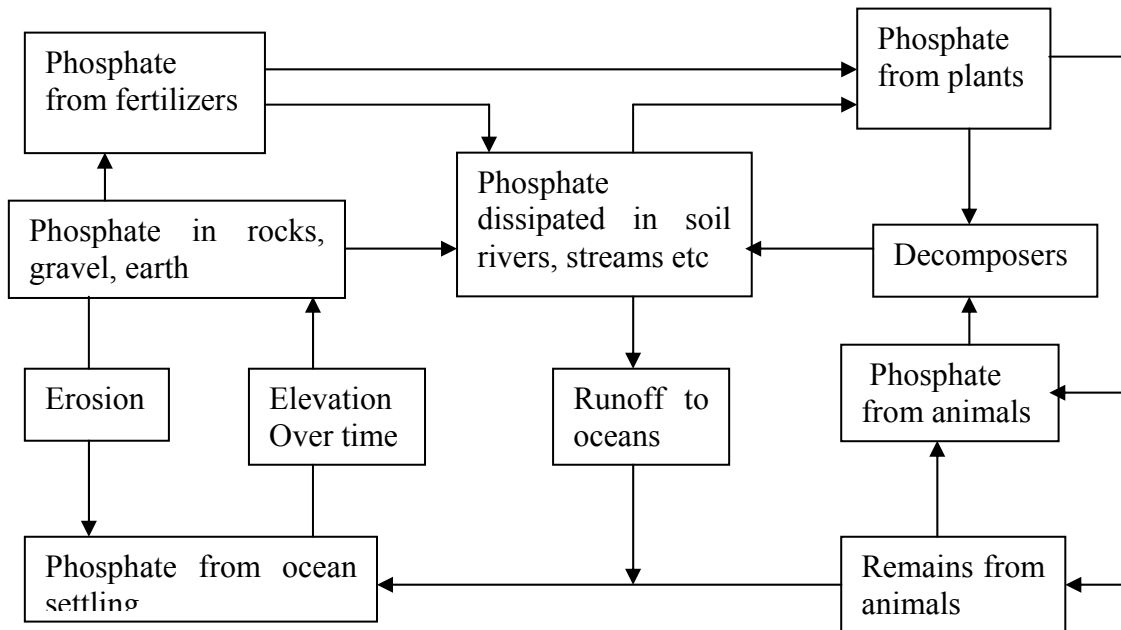 Phosphate
from fertilizers
Phosphate
from plants
Phosphate
dissipated in soil
rivers, streams etc
Phosphate in rocks,
gravel, earth
Decomposers
Erosion
Elevation
Over time
Runoff to
oceans
Phosphate
from animals
Phosphate from ocean
settling
Remains from
animals